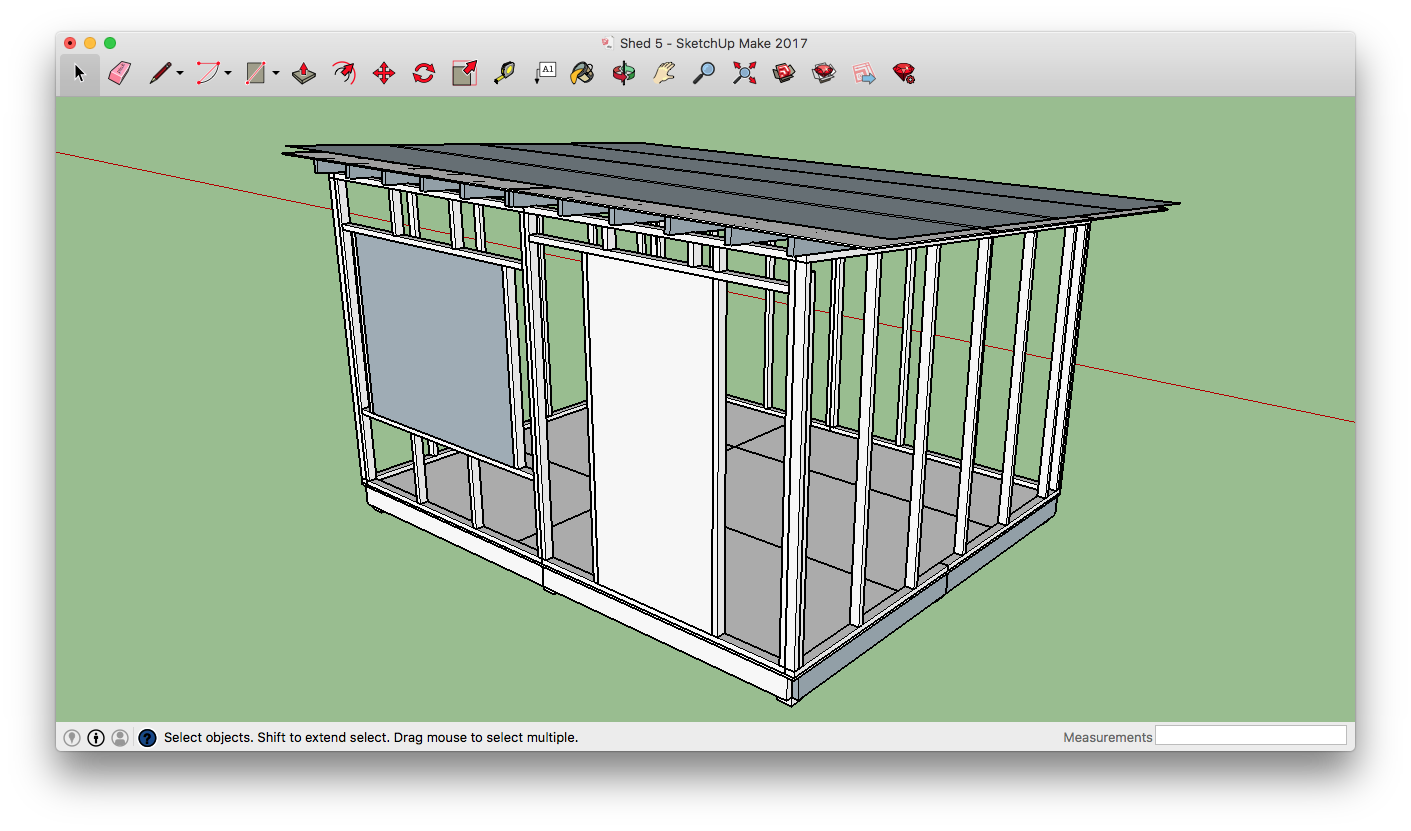 Shed 5 - SketchUp Make 2017
A1
Select objects. Shift to extend select. Drag mouse to select multiple.
Measurements